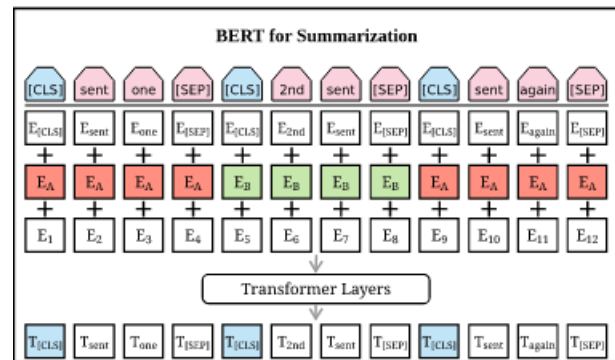 BERT for Summarization
[CLS] sent one [SEP] [CLS] 2nd sent [SEP] [CLS] sent again [SEP]
E[CLS] Esent Eone E[SEP] E[CLS] E2nd Esent E[SEP] E[CLS] Esent Eagain E[SEP]
+ + + + + + + + + + + +
EA EA EA EA EB EB EB EB EA EA EA EA
+ + + + + + + + + + + +
E1 E2 E3 E4 E5 E6 E7 E8 E9 E10 E11 E12
Transformer Layers
T[CLS] Tsent Tone T[SEP] T[CLS] T2nd Tsent T[SEP] T[CLS] Tsent Tagain T[SEP]